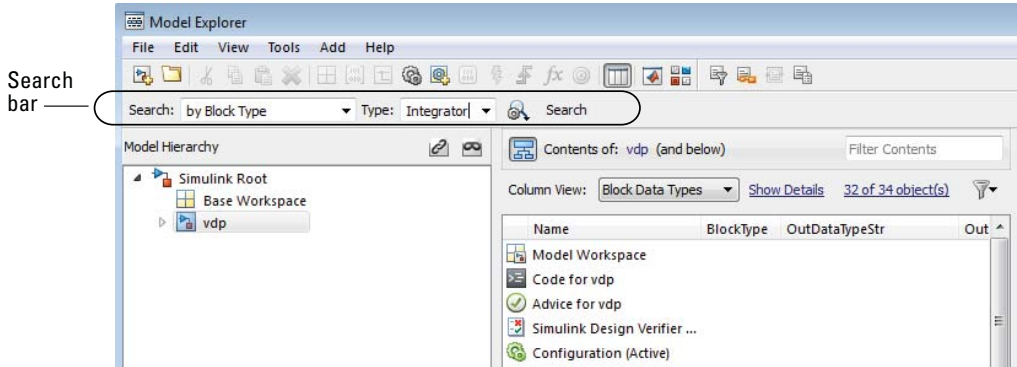 Model Explorer
File Edit View Tools Add Help
fx
Search bar
Search: by Block Type Type: Integrator Search
Model Hierarchy
Contents of: vdp (and below) Filter Contents
Simulink Root
Column View: Block Data Types Show Details 32 of 34 object(s)
Base Workspace
vdp
Name BlockType OutDataTypeStr Out
Model Workspace
Code for vdp
Advice for vdp
Simulink Design Verifier ...
Configuration (Active)